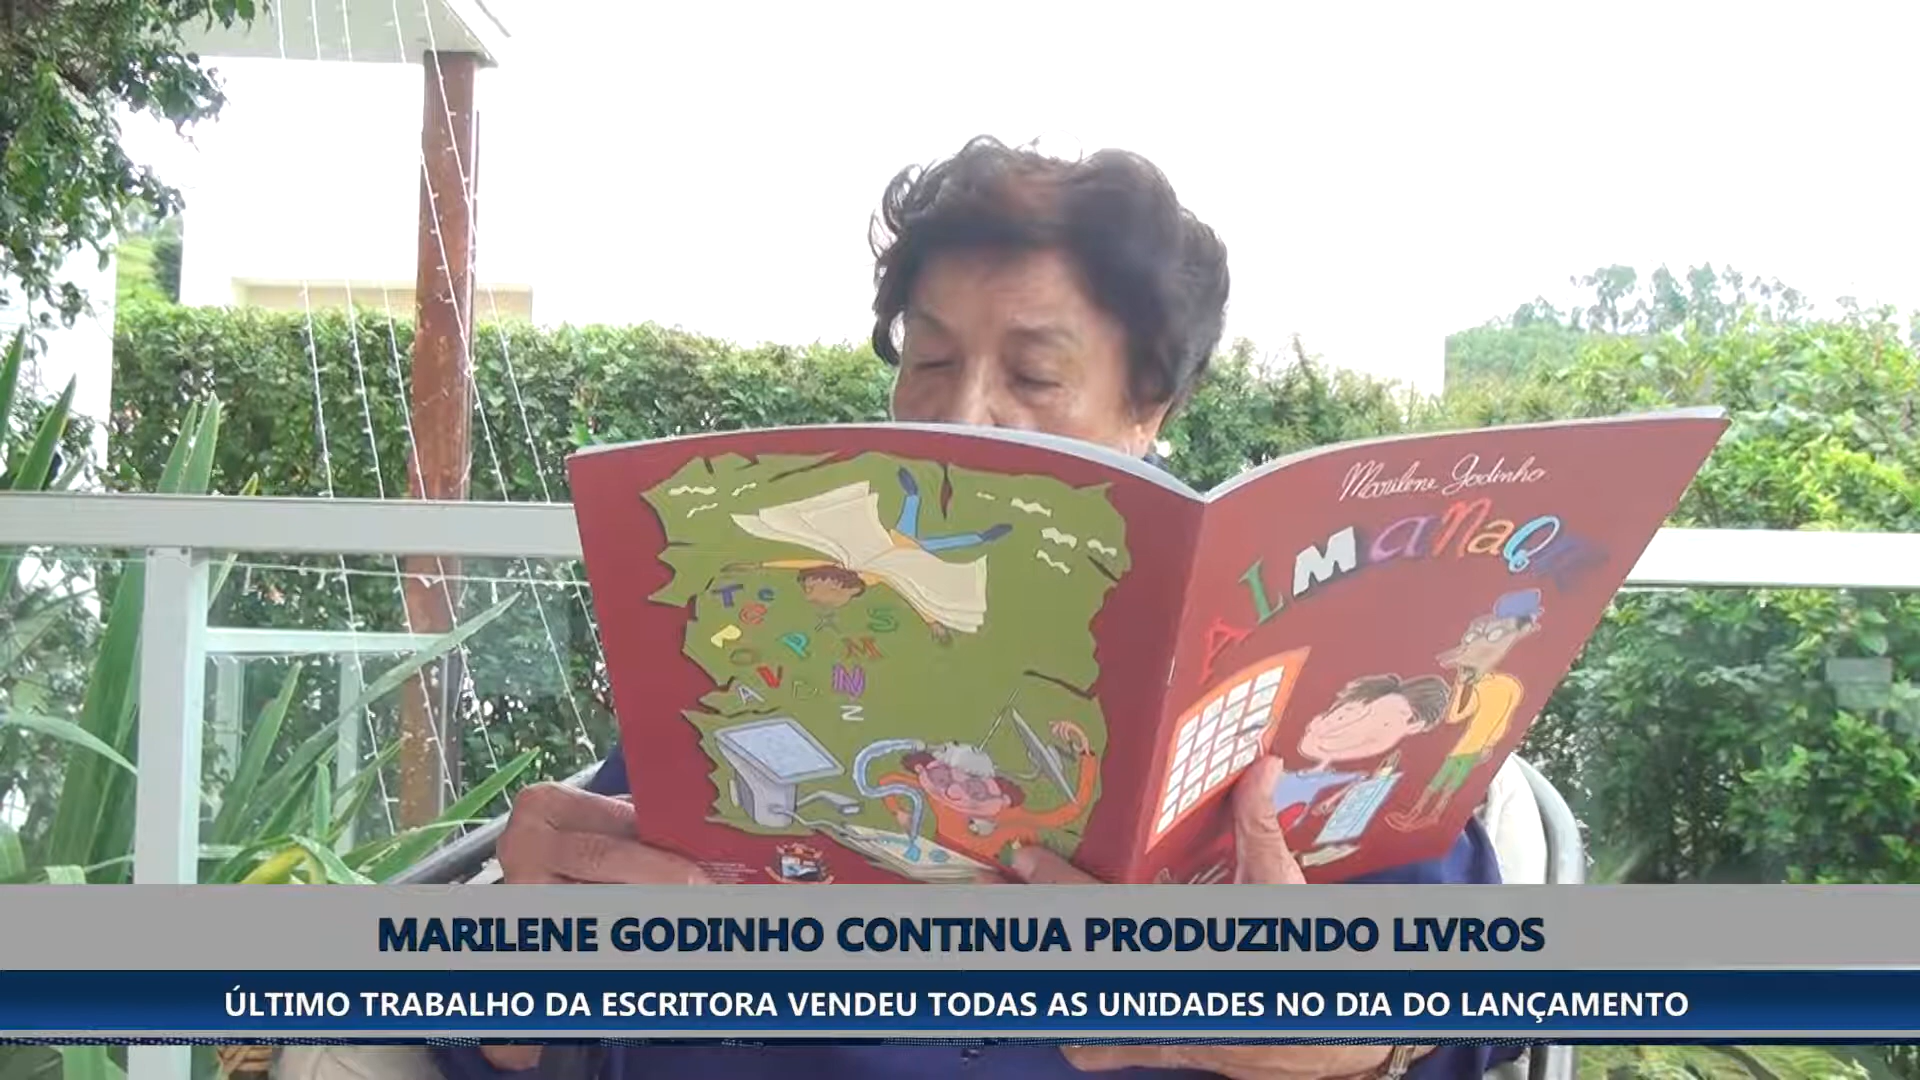 Marilene Godinho
ALMANAQUE
MARILENE GODINHO CONTINUA PRODUZINDO LIVROS
ÚLTIMO TRABALHO DA ESCRITORA VENDEU TODAS AS UNIDADES NO DIA DO LANÇAMENTO